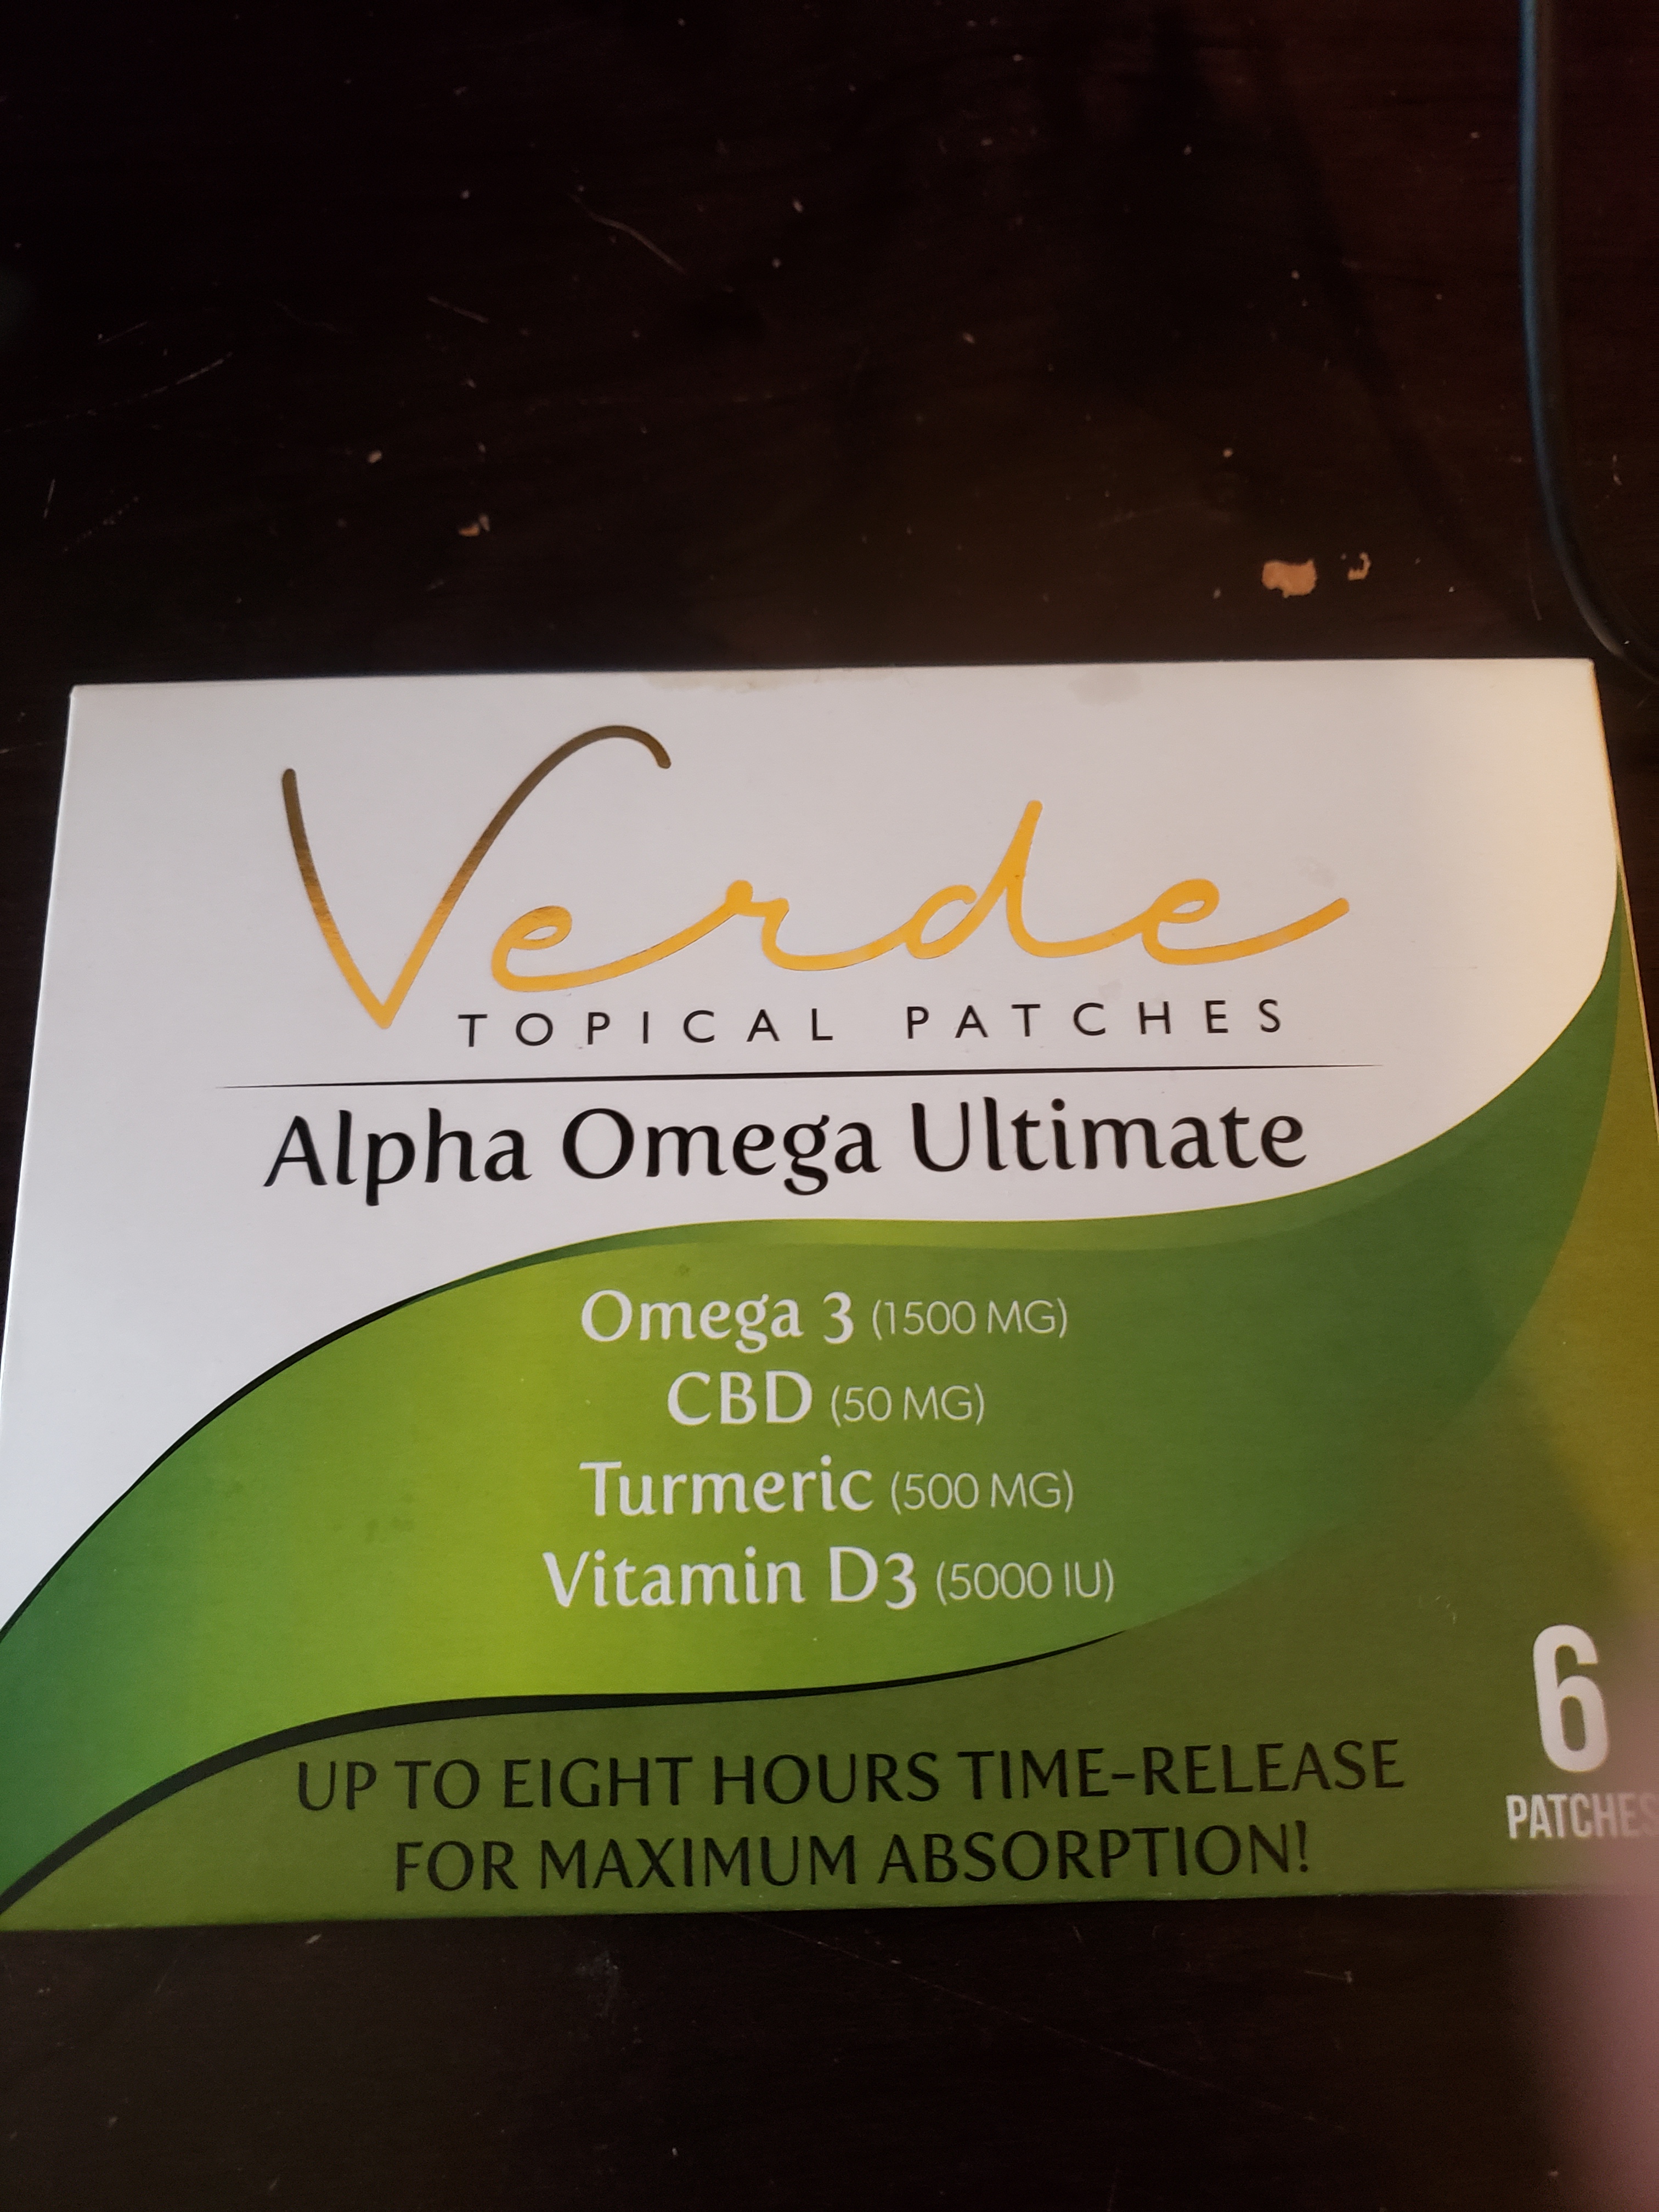 Verde
TOPICAL PATCHES
Alpha Omega Ultimate
Omega 3 (1500 MG)
CBD (50 MG)
Turmeric (500 MG)
Vitamin D3 (5000 IU)
6
PATCHES
UP TO EIGHT HOURS TIME-RELEASE
FOR MAXIMUM ABSORPTION!